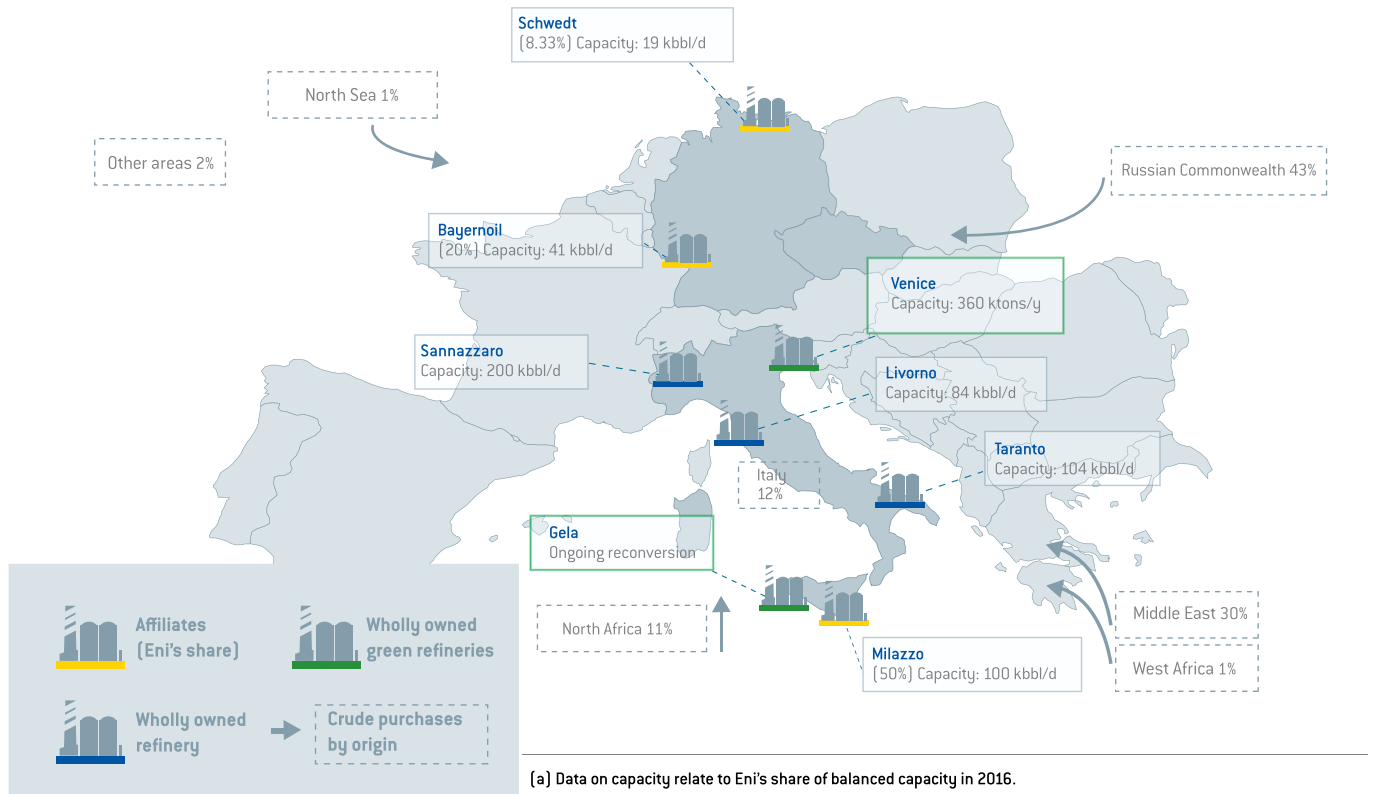 Schwedt
(8.33%) Capacity: 19 kbbl/d
North Sea 1%
Other areas 2%
Russian Commonwealth 43%
Bayernoil
(20%) Capacity: 41 kbbl/d
Venice
Capacity: 360 ktons/y
Sannazzaro
Capacity: 200 kbbl/d
Livorno
Capacity: 84 kbbl/d
Taranto
Capacity: 104 kbbl/d
Italy
12%
Gela
Ongoing reconversion
North Africa 11%
Middle East 30%
West Africa 1%
Milazzo
(50%) Capacity: 100 kbbl/d
Affiliates
(Eni's share)
Wholly owned
green refineries
Wholly owned
refinery
Crude purchases
by origin
(a) Data on capacity relate to Eni's share of balanced capacity in 2016.